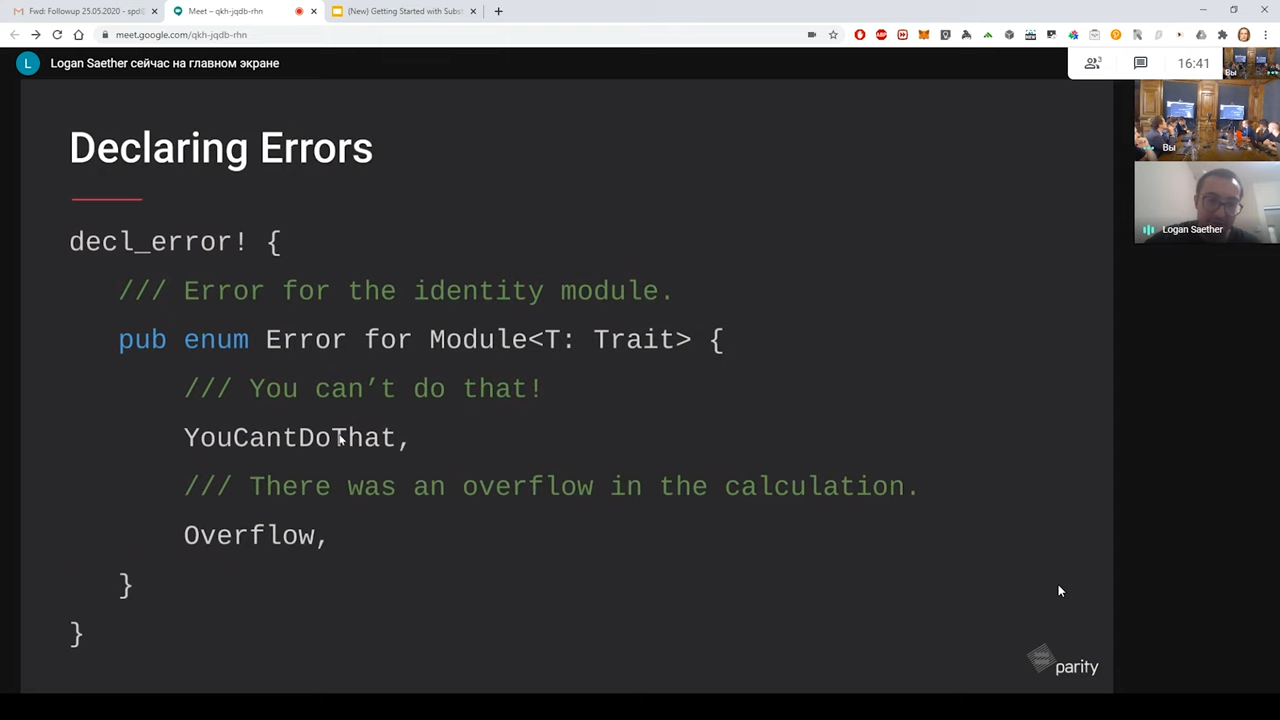 Fwd: Followup 25.05.2020 - spd@
Meet – qkh-jqdb-rhn
(New) Getting Started with Subst
meet.google.com/qkh-jqdb-rhn
L
Logan Saether сейчас на главном экране
3
16:41
Вы
Вы
Logan Saether
Declaring Errors
decl_error! {
/// Error for the identity module.
pub enum Error for Module<T: Trait> {
/// You can’t do that!
YouCantDoThat,
/// There was an overflow in the calculation.
Overflow,
}
}
parity